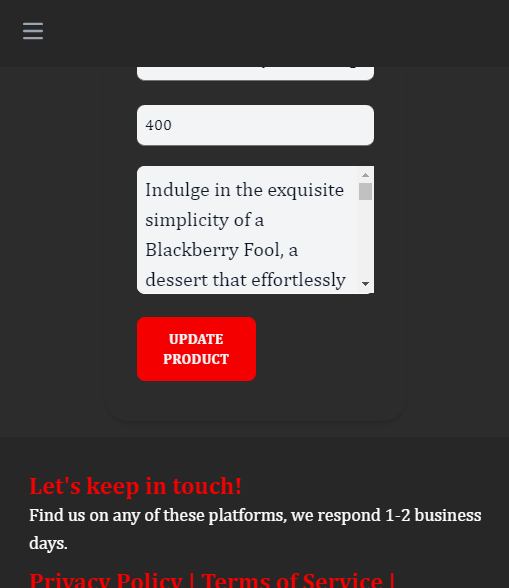 400
Indulge in the exquisite
simplicity of a
Blackberry Fool, a
dessert that effortlessly
UPDATE
PRODUCT
Let's keep in touch!
Find us on any of these platforms, we respond 1-2 business
days.
Privacy Policy | Terms of Service |